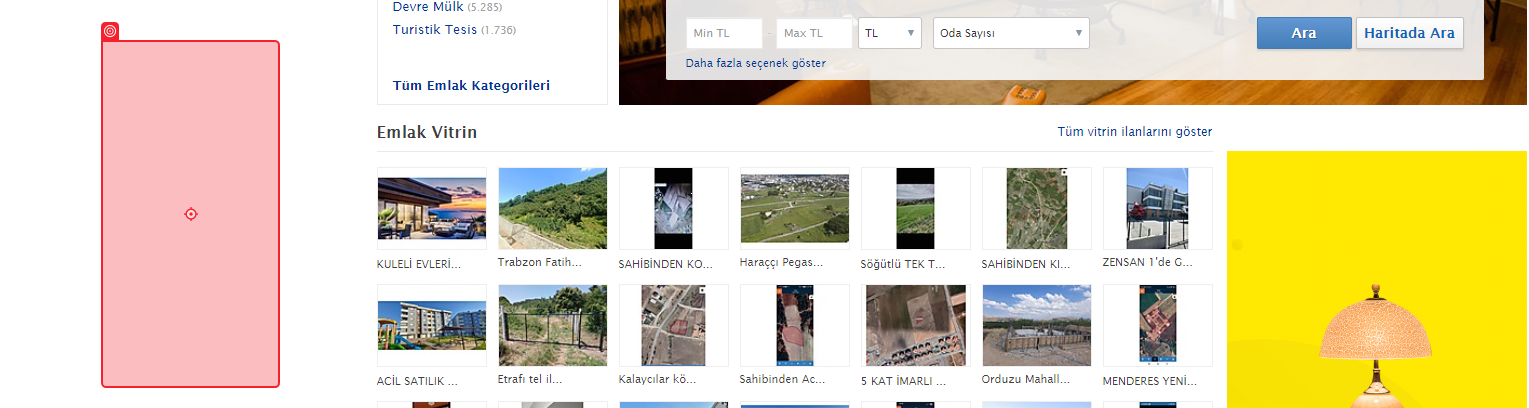 Devre Mülk (5.285)
Turistik Tesis (1.736)
Tüm Emlak Kategorileri
Min TL - Max TL TL Oda Sayısı Ara Haritada Ara
Daha fazla seçenek göster
Emlak Vitrin Tüm vitrin ilanlarını göster
KULELİ EVLERİ... Trabzon Fatih... SAHİBİNDEN KO... Haraççı Pegas... Söğütlü TEK T... SAHİBİNDEN KI... ZENSAN 1'de G...
ACİL SATILIK ... Etrafı tel il... Kalaycılar kö... Sahibinden Ac... 5 KAT İMARLI ... Orduzu Mahall... MENDERES YENİ...